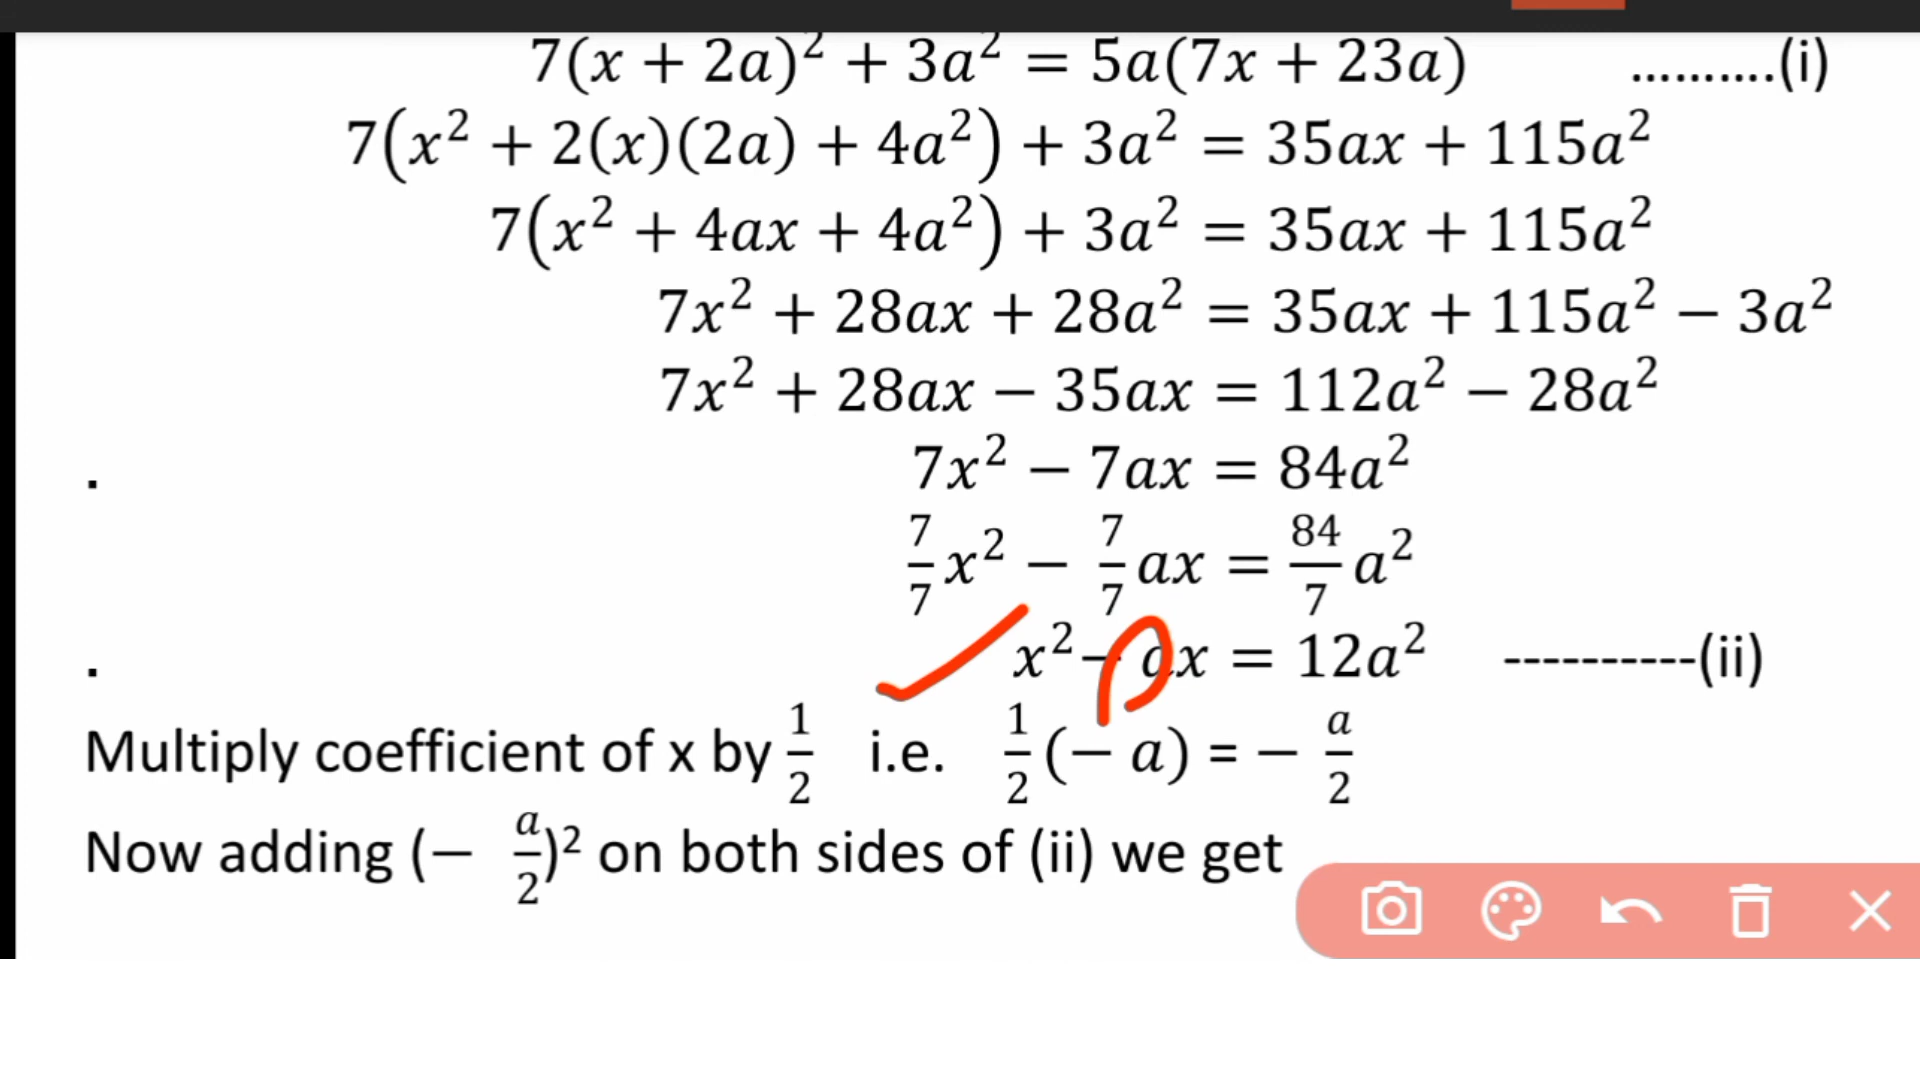 7(x + 2a)² + 3a² = 5a(7x + 23a) ..........(i)
7(x² + 2(x)(2a) + 4a²) + 3a² = 35ax + 115a²
7(x² + 4ax + 4a²) + 3a² = 35ax + 115a²
7x² + 28ax + 28a² = 35ax + 115a² − 3a²
7x² + 28ax − 35ax = 112a² − 28a²
. 7x² − 7ax = 84a²
7/7 x² − 7/7 ax = 84/7 a²
. x² − ax = 12a² ----------(ii)
Multiply coefficient of x by 1/2 i.e. 1/2 (− a) = − a/2
Now adding (− a/2)² on both sides of (ii) we get